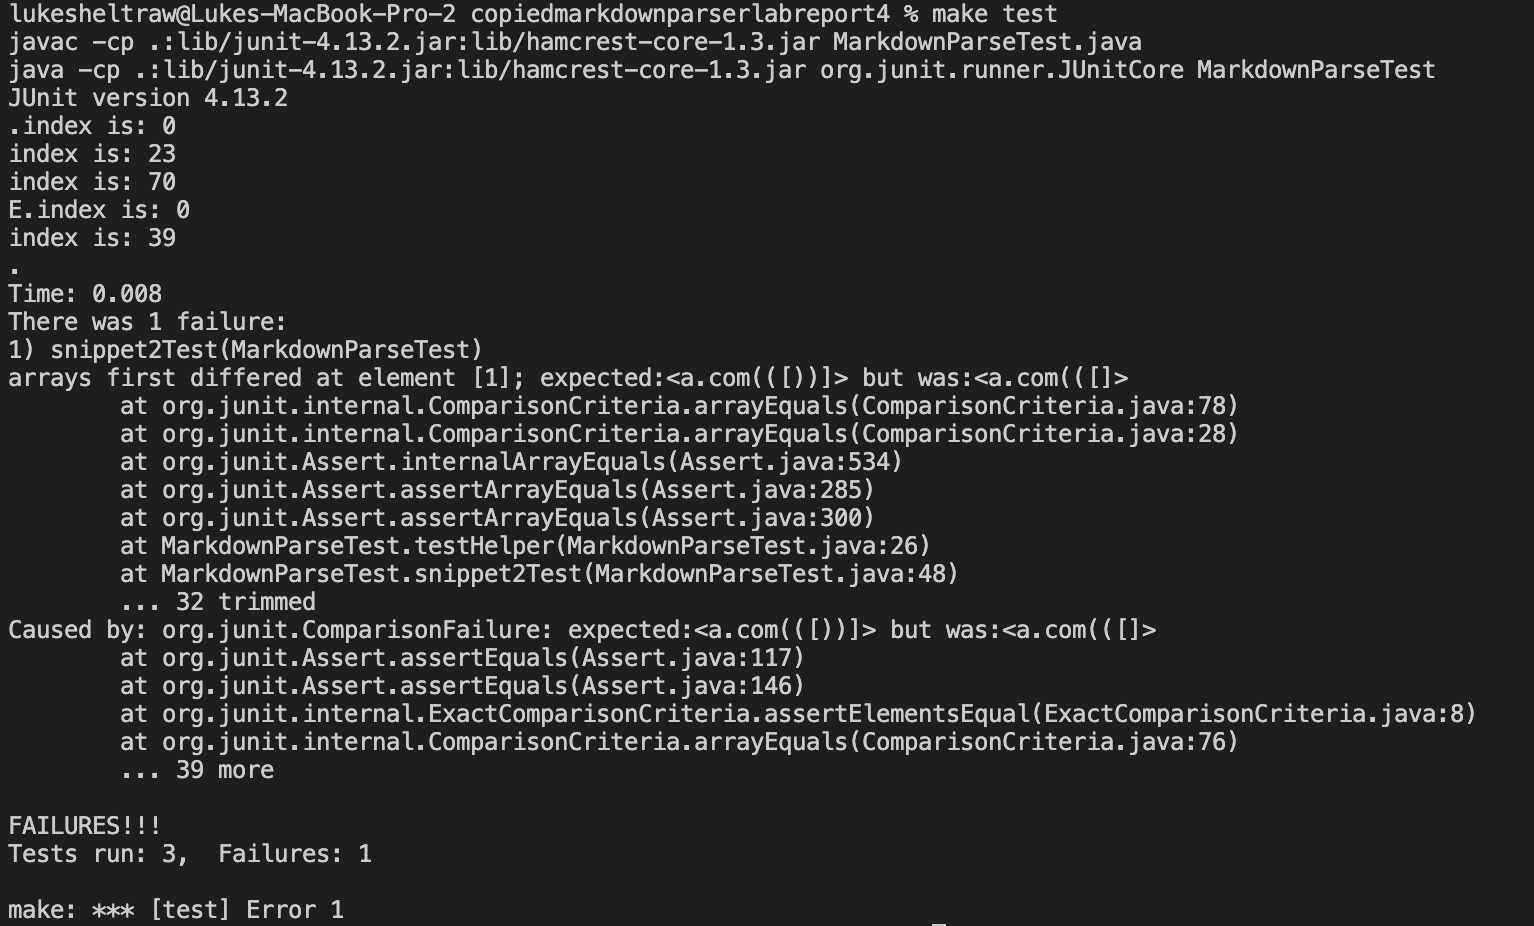 lukesheltraw@Lukes-MacBook-Pro-2 copiedmarkdownparserlabreport4 % make test
javac -cp .:lib/junit-4.13.2.jar:lib/hamcrest-core-1.3.jar MarkdownParseTest.java
java -cp .:lib/junit-4.13.2.jar:lib/hamcrest-core-1.3.jar org.junit.runner.JUnitCore MarkdownParseTest
JUnit version 4.13.2
.index is: 0
index is: 23
index is: 70
E.index is: 0
index is: 39
.
Time: 0.008
There was 1 failure:
1) snippet2Test(MarkdownParseTest)
arrays first differed at element [1]; expected:<a.com(([))]> but was:<a.com(([]>
        at org.junit.internal.ComparisonCriteria.arrayEquals(ComparisonCriteria.java:78)
        at org.junit.internal.ComparisonCriteria.arrayEquals(ComparisonCriteria.java:28)
        at org.junit.Assert.internalArrayEquals(Assert.java:534)
        at org.junit.Assert.assertArrayEquals(Assert.java:285)
        at org.junit.Assert.assertArrayEquals(Assert.java:300)
        at MarkdownParseTest.testHelper(MarkdownParseTest.java:26)
        at MarkdownParseTest.snippet2Test(MarkdownParseTest.java:48)
        ... 32 trimmed
Caused by: org.junit.ComparisonFailure: expected:<a.com(([))]> but was:<a.com(([]>
        at org.junit.Assert.assertEquals(Assert.java:117)
        at org.junit.Assert.assertEquals(Assert.java:146)
        at org.junit.internal.ExactComparisonCriteria.assertElementsEqual(ExactComparisonCriteria.java:8)
        at org.junit.internal.ComparisonCriteria.arrayEquals(ComparisonCriteria.java:76)
        ... 39 more

FAILURES!!!
Tests run: 3,  Failures: 1

make: *** [test] Error 1